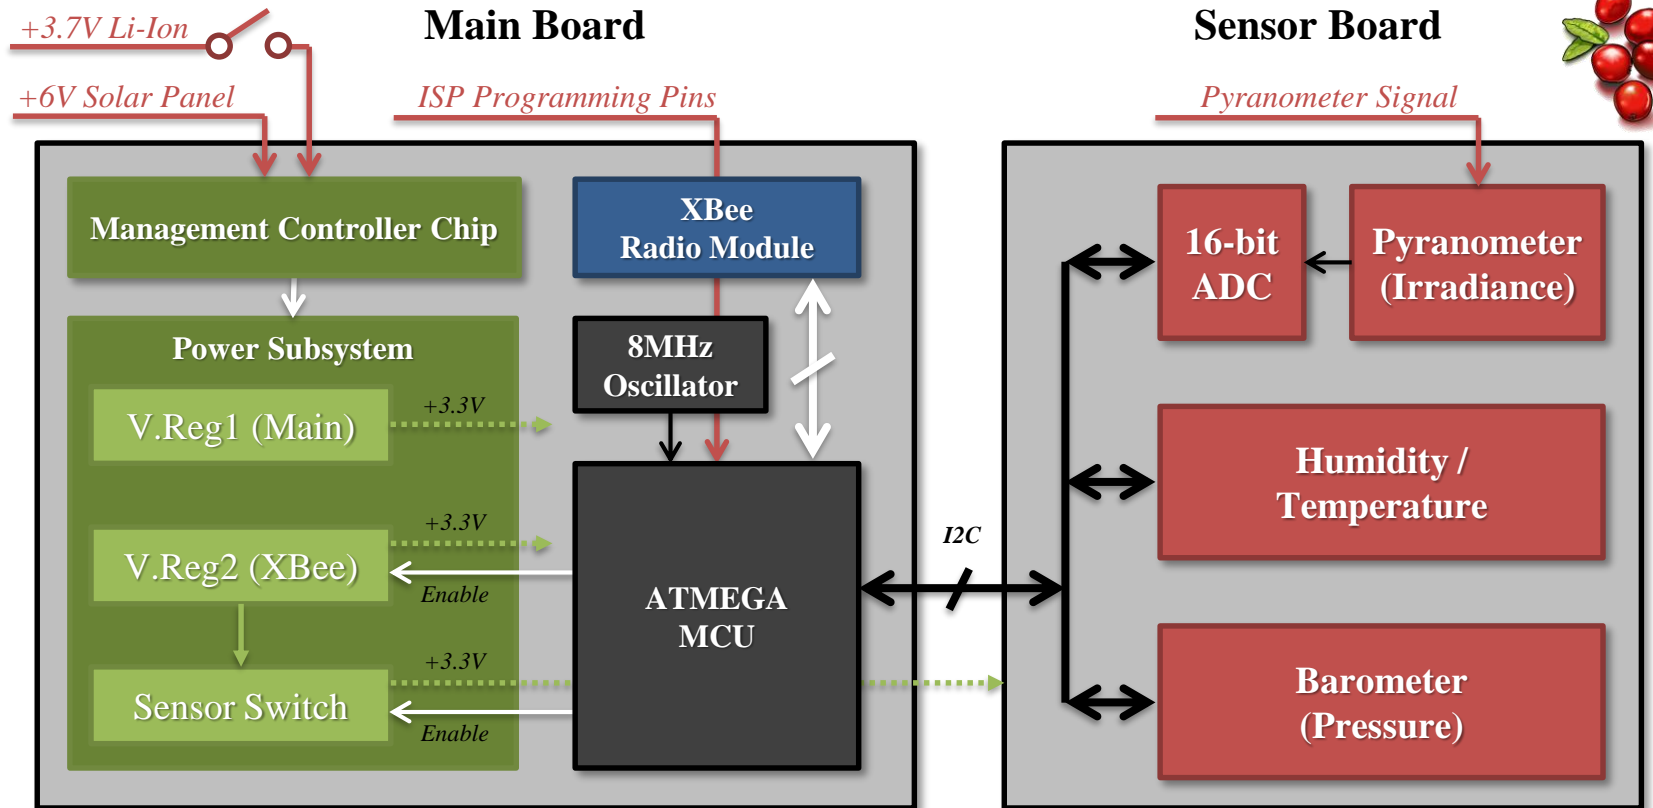 Main Board
Sensor Board
+3.7V Li-Ion
+6V Solar Panel
ISP Programming Pins
Pyranometer Signal
Management Controller Chip
XBee
Radio Module
16-bit
ADC
Pyranometer
(Irradiance)
Power Subsystem
8MHz
Oscillator
V.Reg1 (Main)
+3.3V
Humidity /
Temperature
V.Reg2 (XBee)
+3.3V
Enable
I2C
ATMEGA
MCU
Sensor Switch
+3.3V
Enable
Barometer
(Pressure)